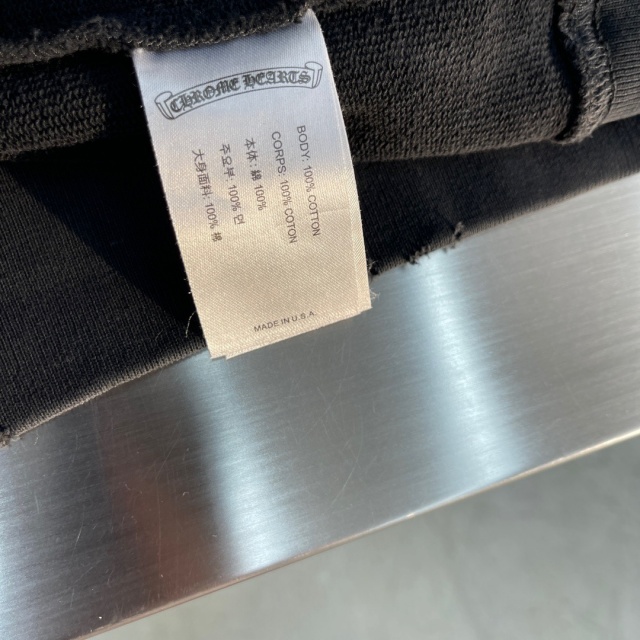 CHROME HEARTS
BODY: 100% COTTON
CORPS: 100% COTON
本体: 綿 100%
주요부: 100% 면
大身面料: 100% 棉
MADE IN U.S.A.